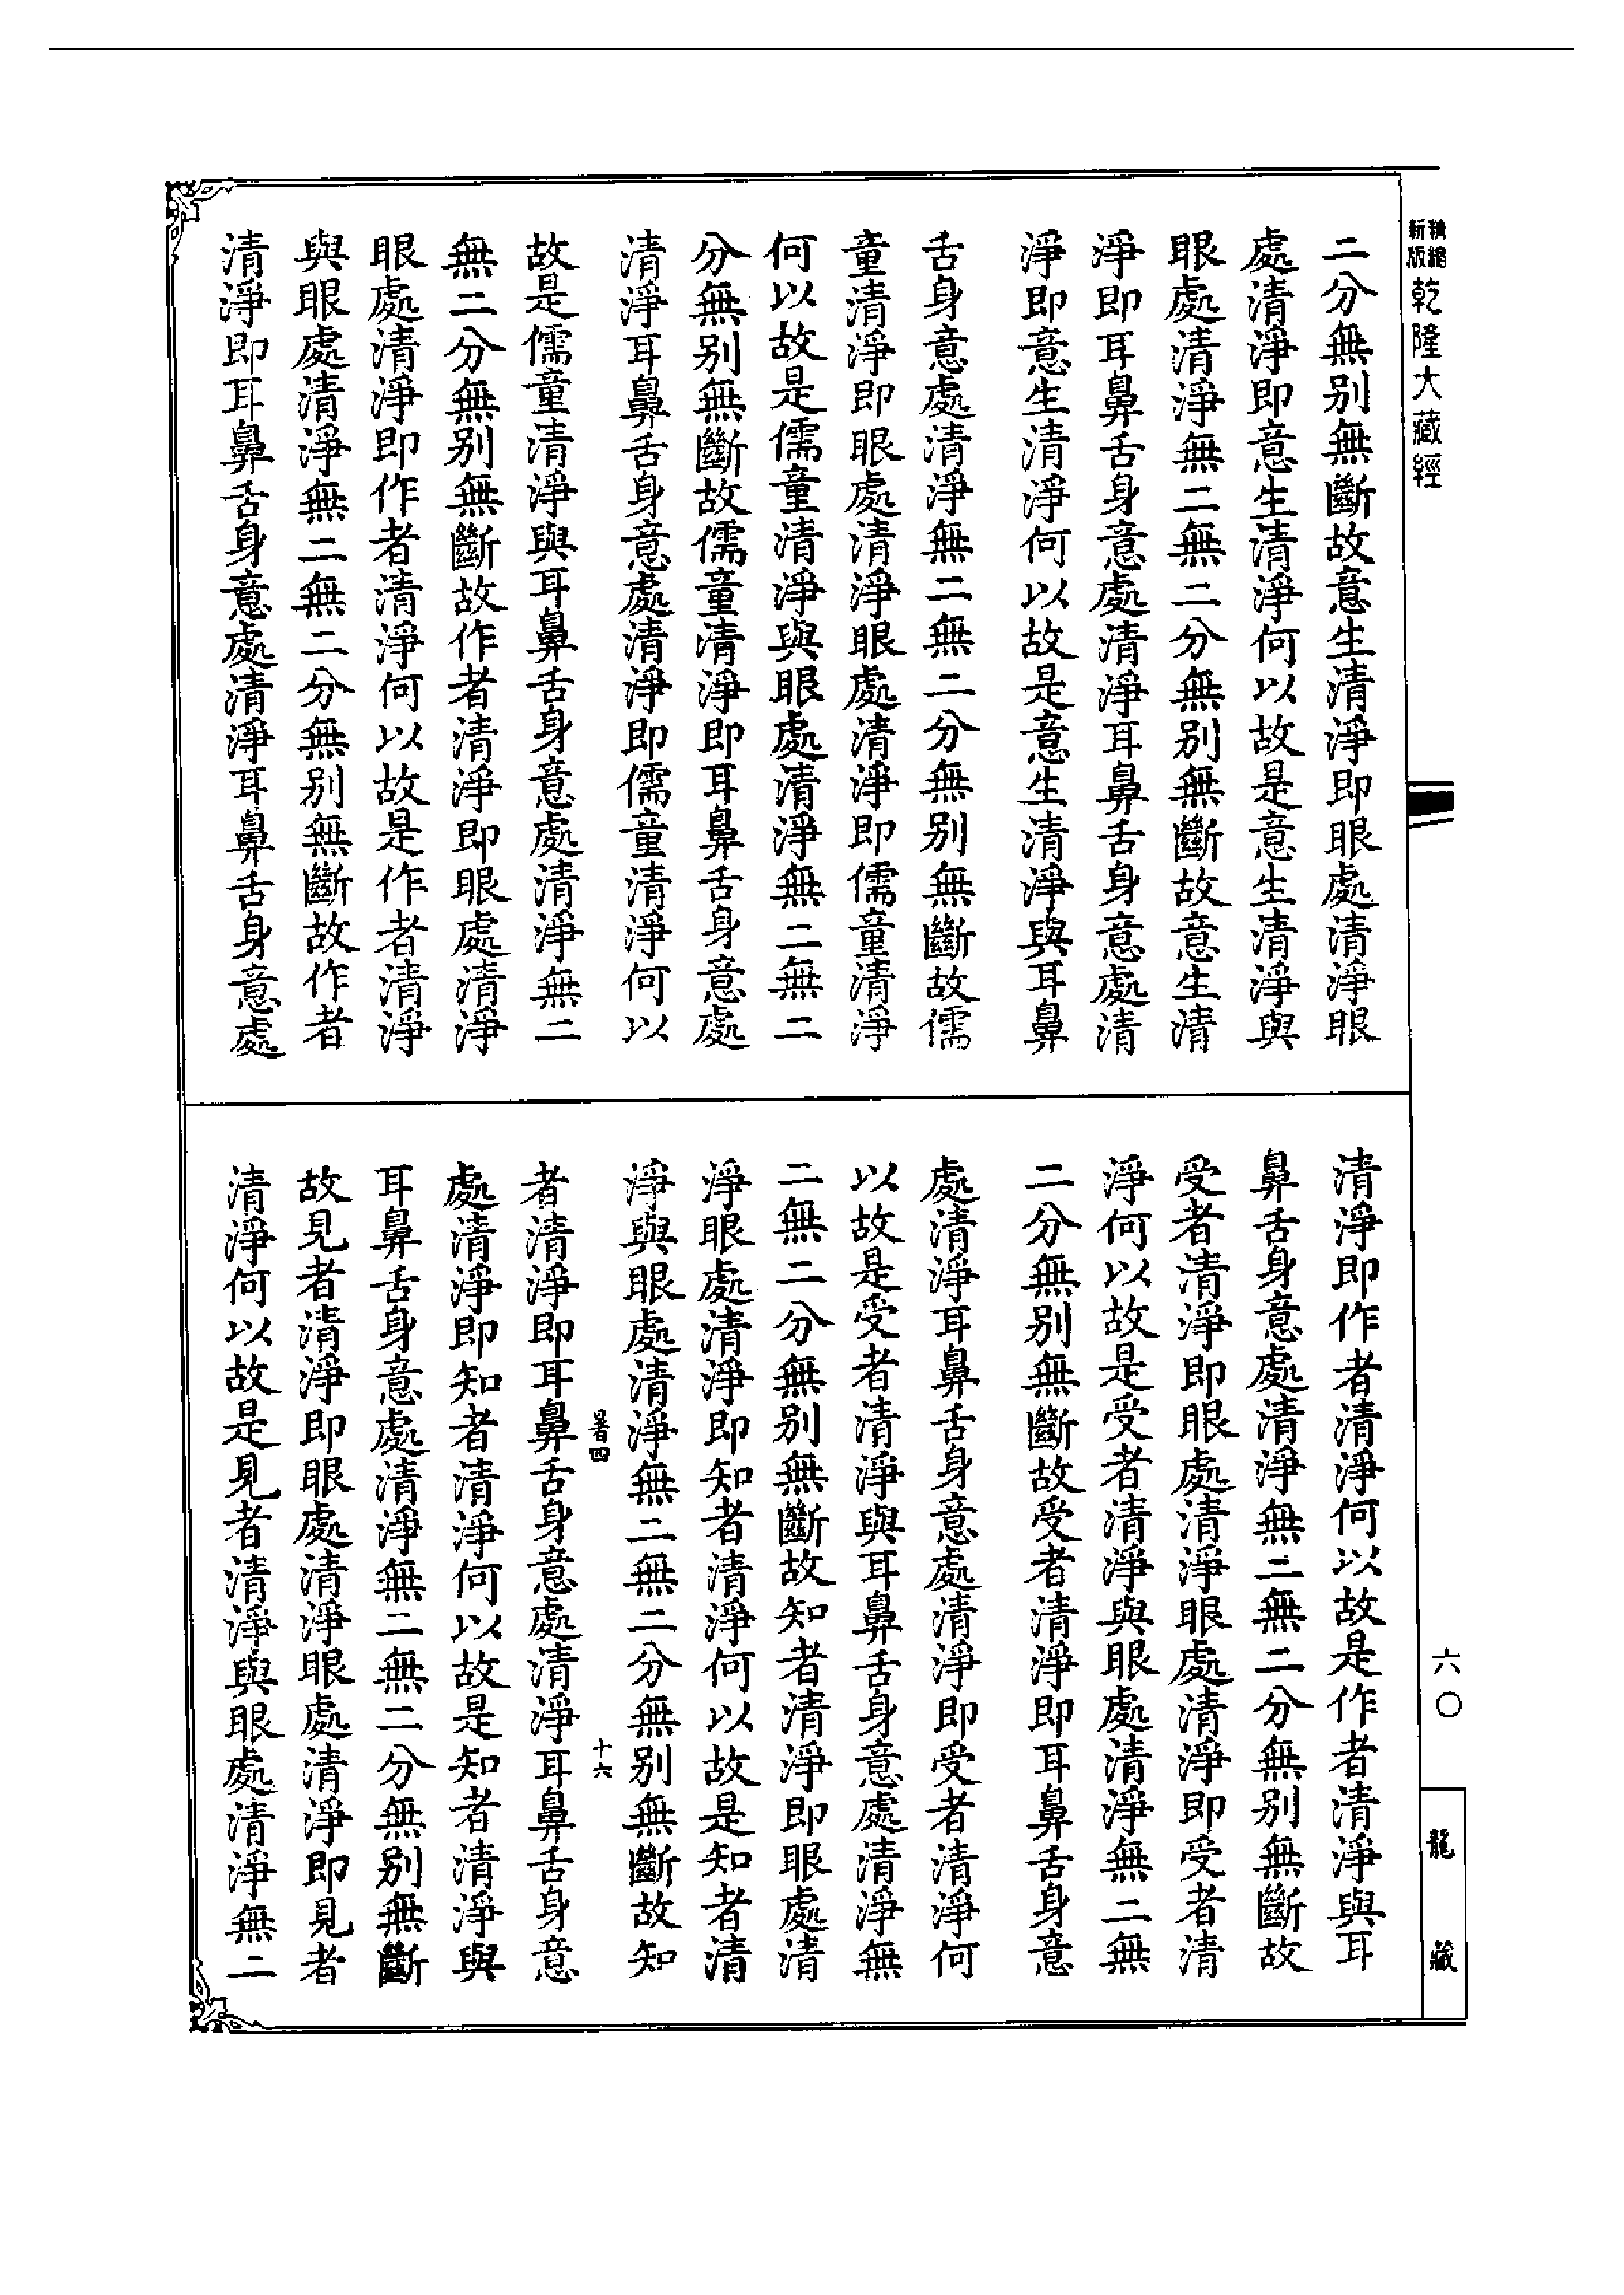 新版精縮乾隆大藏經
二分無别無斷故意生清淨即眼處清淨眼
處清淨即意生清淨何以故是意生清淨與
眼處清淨無二無二分無别無斷故意生清
淨即耳鼻舌身意處清淨耳鼻舌身意處清
淨即意生清淨何以故是意生清淨與耳鼻
舌身意處清淨無二無二分無别無斷故儒
童清淨即眼處清淨眼處清淨即儒童清淨
何以故是儒童清淨與眼處清淨無二無二
分無别無斷故儒童清淨即耳鼻舌身意處
清淨耳鼻舌身意處清淨即儒童清淨何以
故是儒童清淨與耳鼻舌身意處清淨無二
無二分無别無斷故作者清淨即眼處清淨
眼處清淨即作者清淨何以故是作者清淨
與眼處清淨無二無二分無别無斷故作者
清淨即耳鼻舌身意處清淨耳鼻舌身意處
清淨即作者清淨何以故是作者清淨與耳
鼻舌身意處清淨無二無二分無别無斷故
受者清淨即眼處清淨眼處清淨即受者清
淨何以故是受者清淨與眼處清淨無二無
二分無别無斷故受者清淨即耳鼻舌身意
處清淨耳鼻舌身意處清淨即受者清淨何
以故是受者清淨與耳鼻舌身意處清淨無
二無二分無别無斷故知者清淨即眼處清
淨眼處清淨即知者清淨何以故是知者清
淨與眼處清淨無二無二分無别無斷故知
暑四
十六
者清淨即耳鼻舌身意處清淨耳鼻舌身意
處清淨即知者清淨何以故是知者清淨與
耳鼻舌身意處清淨無二無二分無别無斷
故見者清淨即眼處清淨眼處清淨即見者
清淨何以故是見者清淨與眼處清淨無二
六〇
龍藏